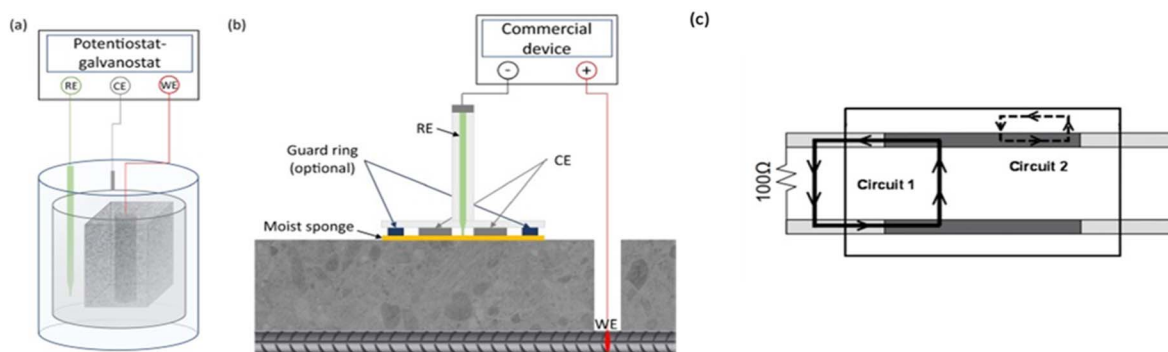 (a)
Potentiostat-
galvanostat
RE
CE
WE
(b)
Commercial
device
-
+
RE
Guard ring
(optional)
CE
Moist sponge
WE
(c)
100Ω
Circuit 1
Circuit 2